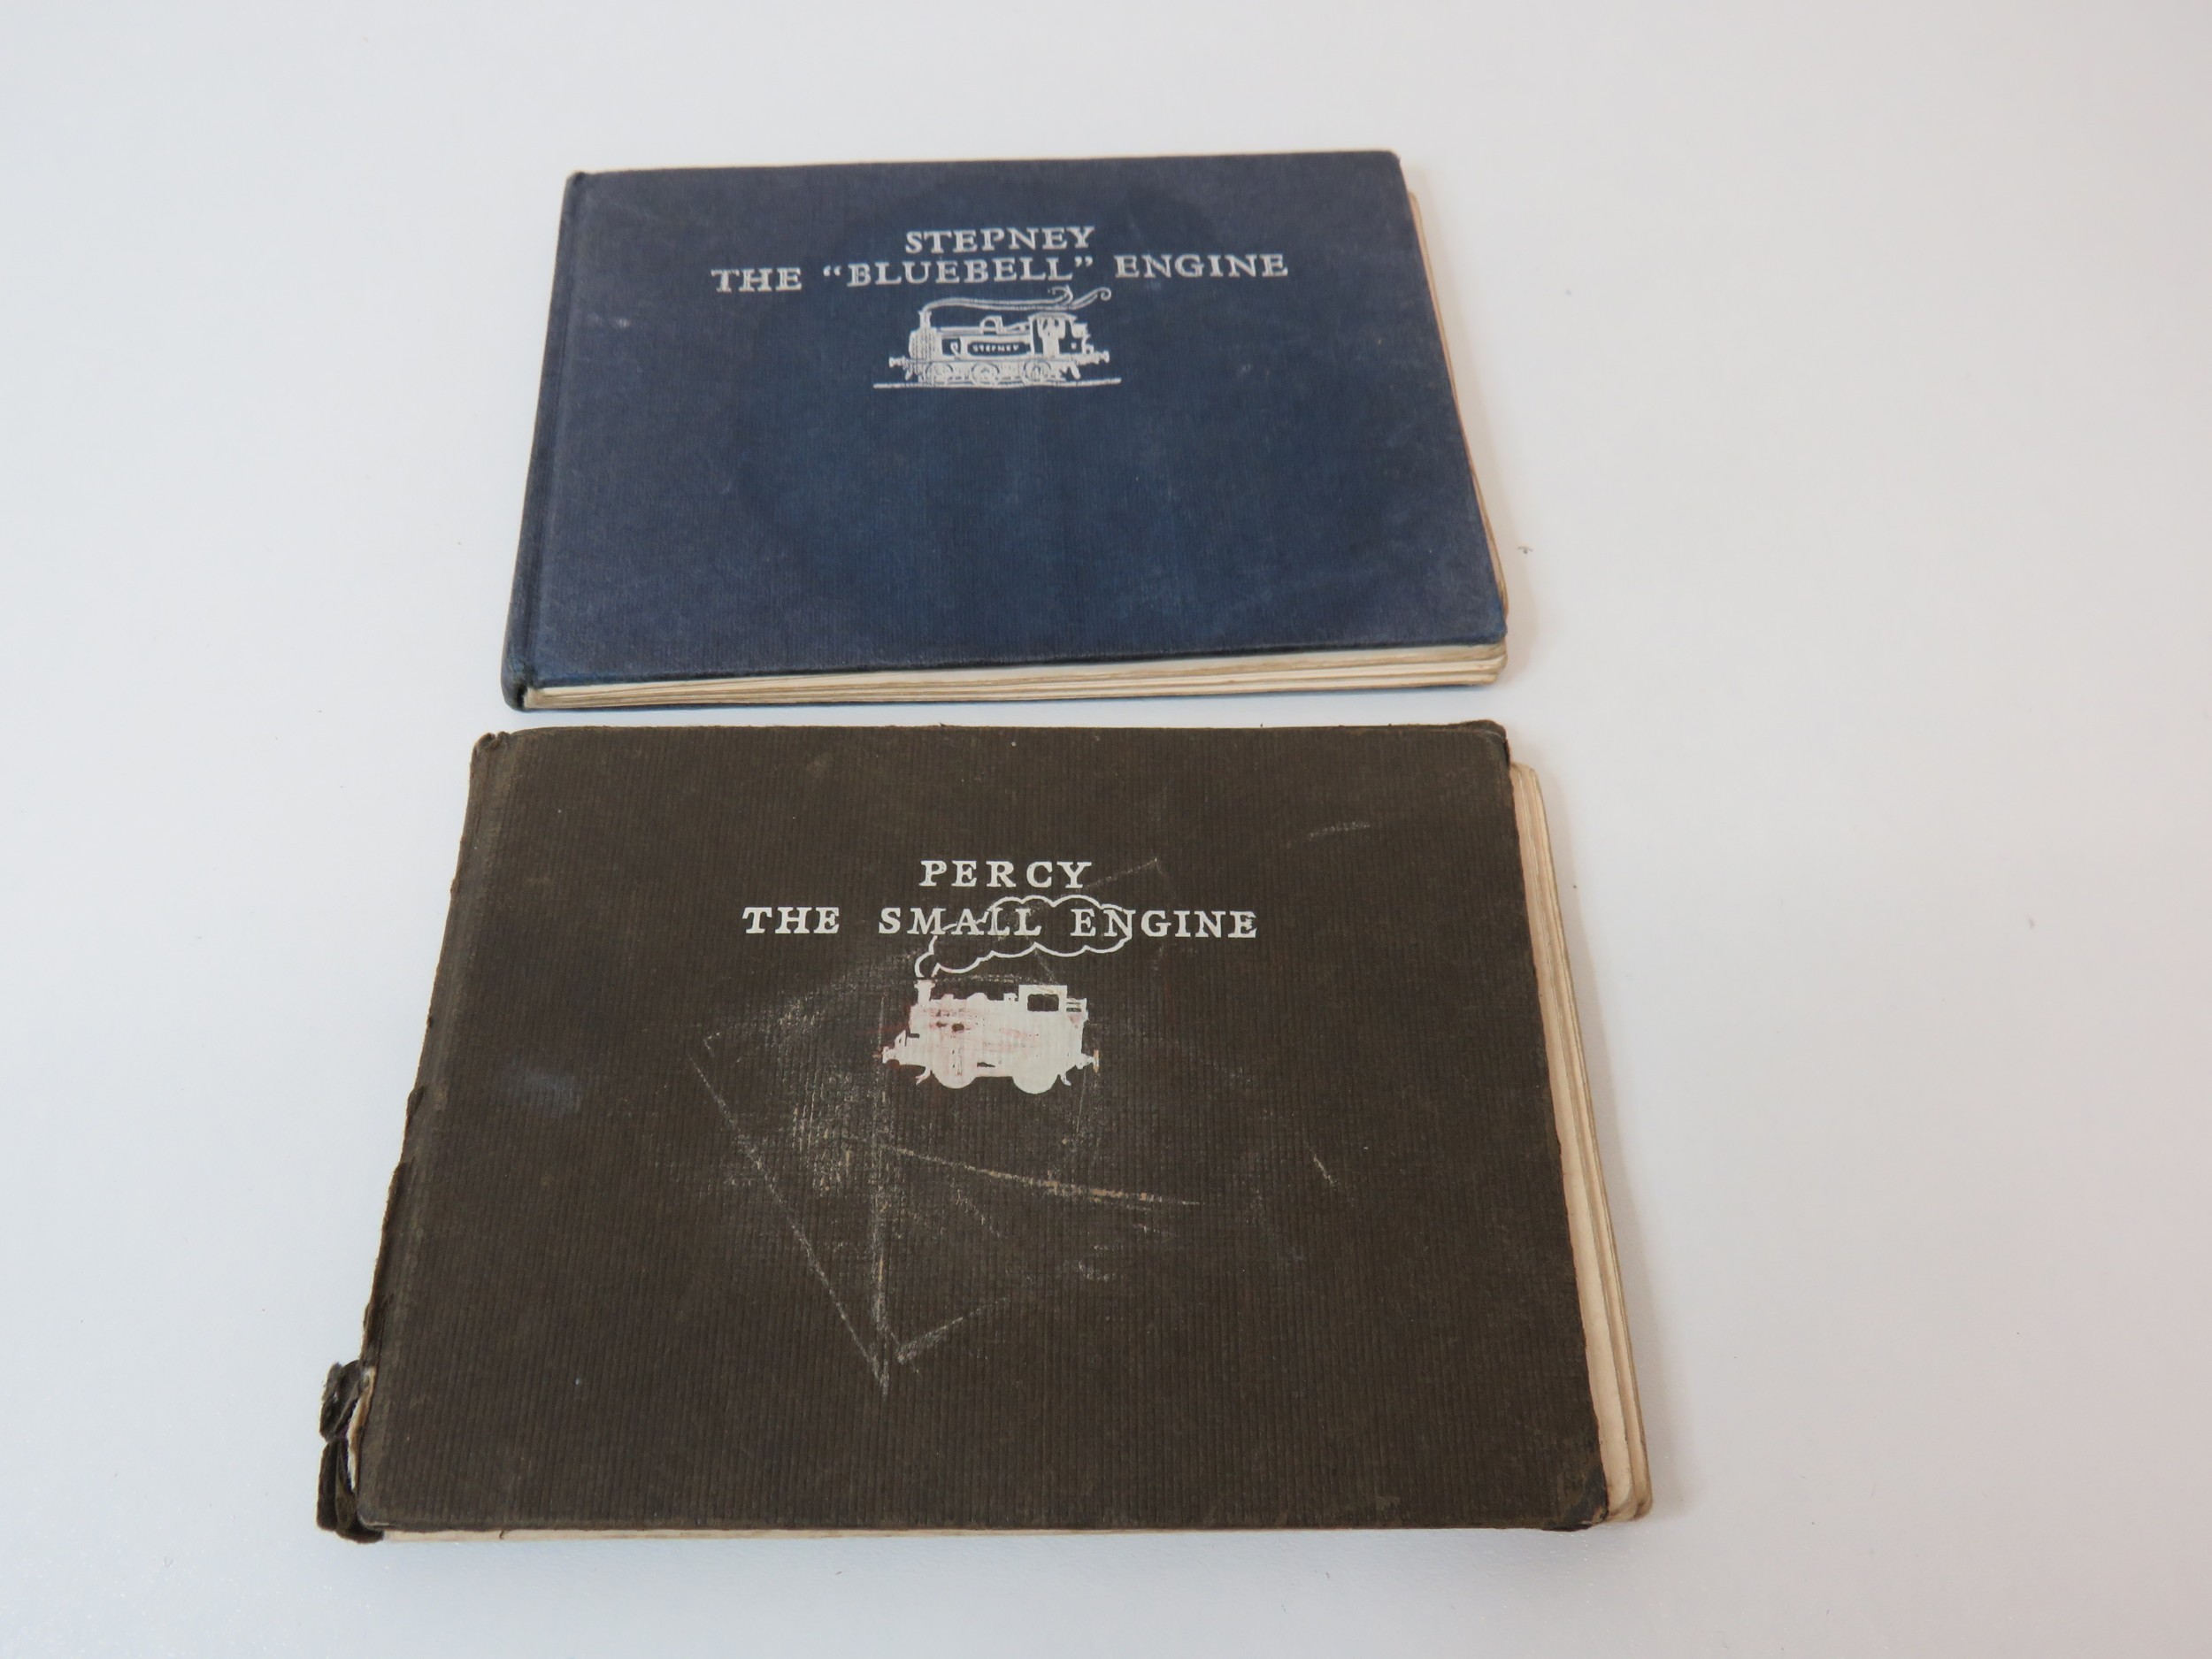 STEPNEY
THE “BLUEBELL” ENGINE
STEPNEY
PERCY
THE SMALL ENGINE